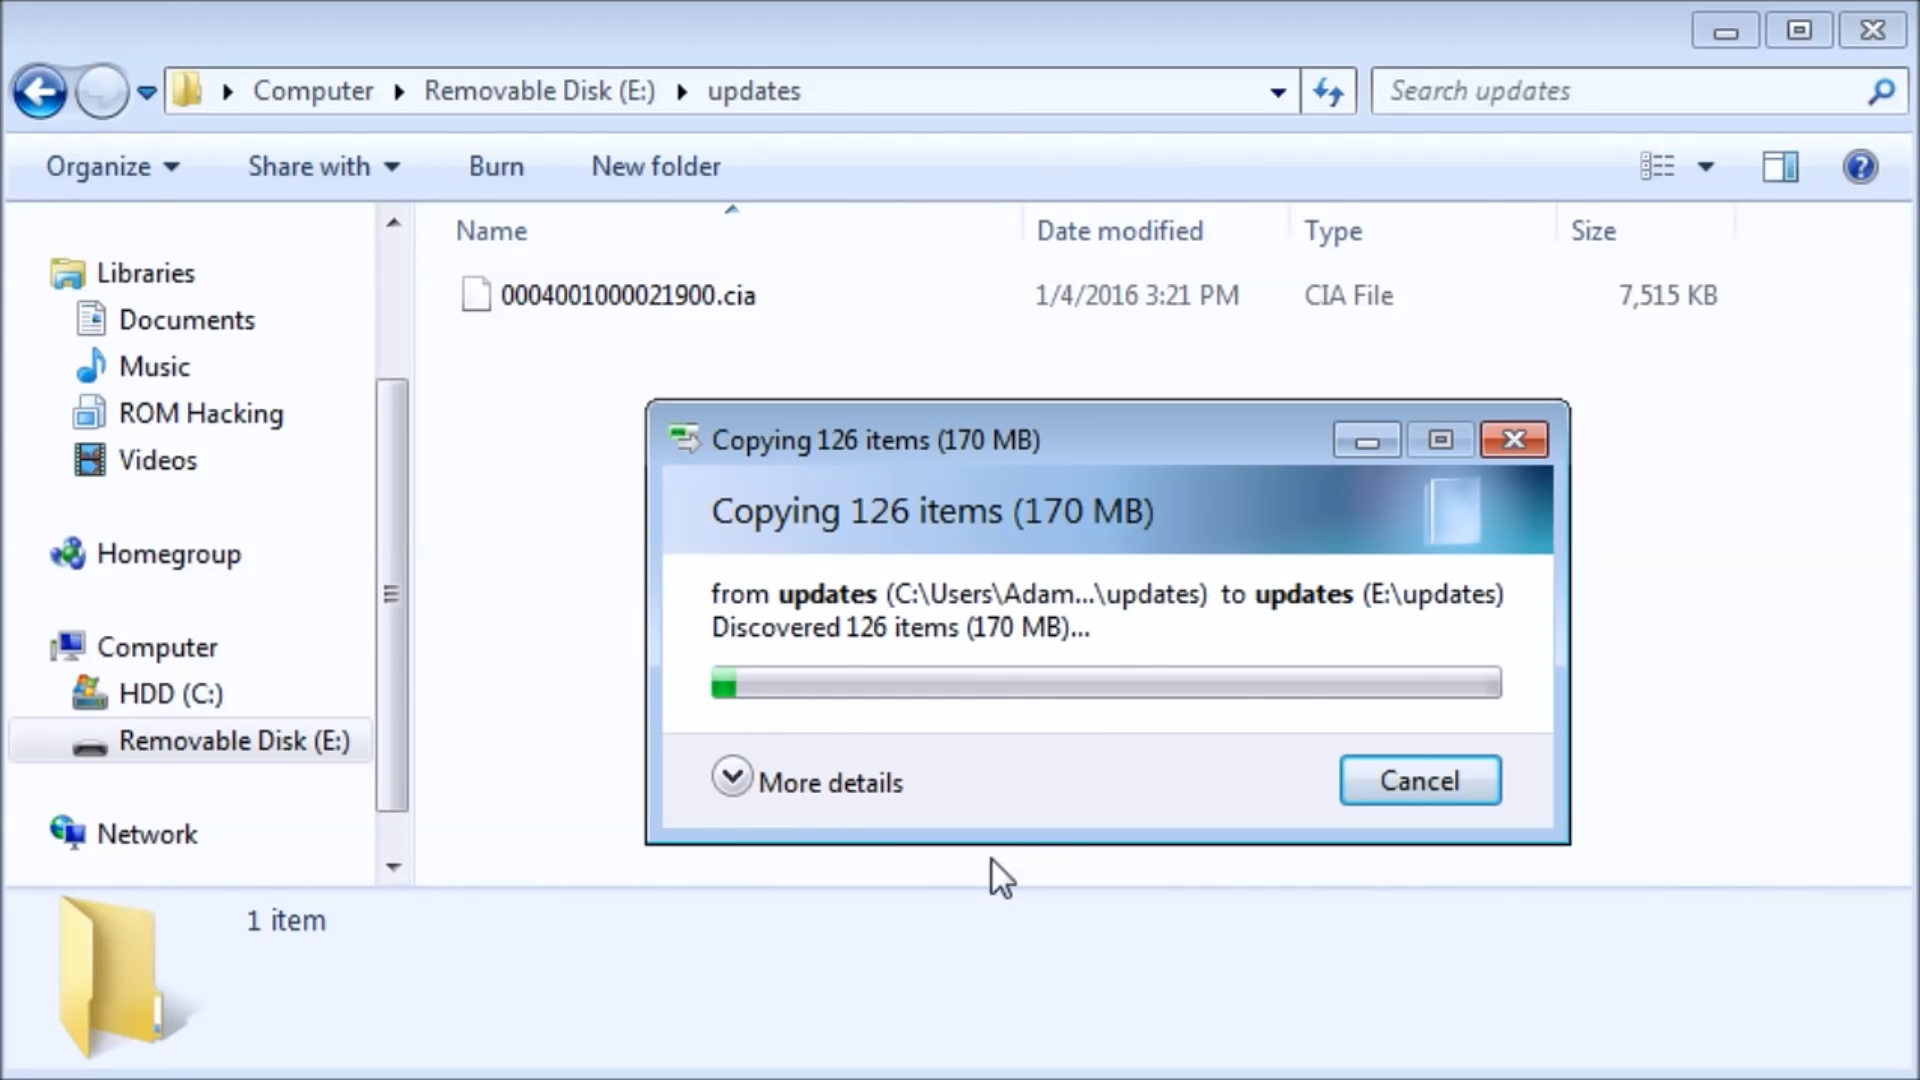 Computer Removable Disk (E:) updates
Search updates
Organize Share with Burn New folder
Name Date modified Type Size
0004001000021900.cia 1/4/2016 3:21 PM CIA File 7,515 KB
Libraries
Documents
Music
ROM Hacking
Videos
Homegroup
Computer
HDD (C:)
Removable Disk (E:)
Network
Copying 126 items (170 MB)
Copying 126 items (170 MB)
from updates (C:\Users\Adam...\updates) to updates (E:\updates)
Discovered 126 items (170 MB)...
More details
Cancel
1 item